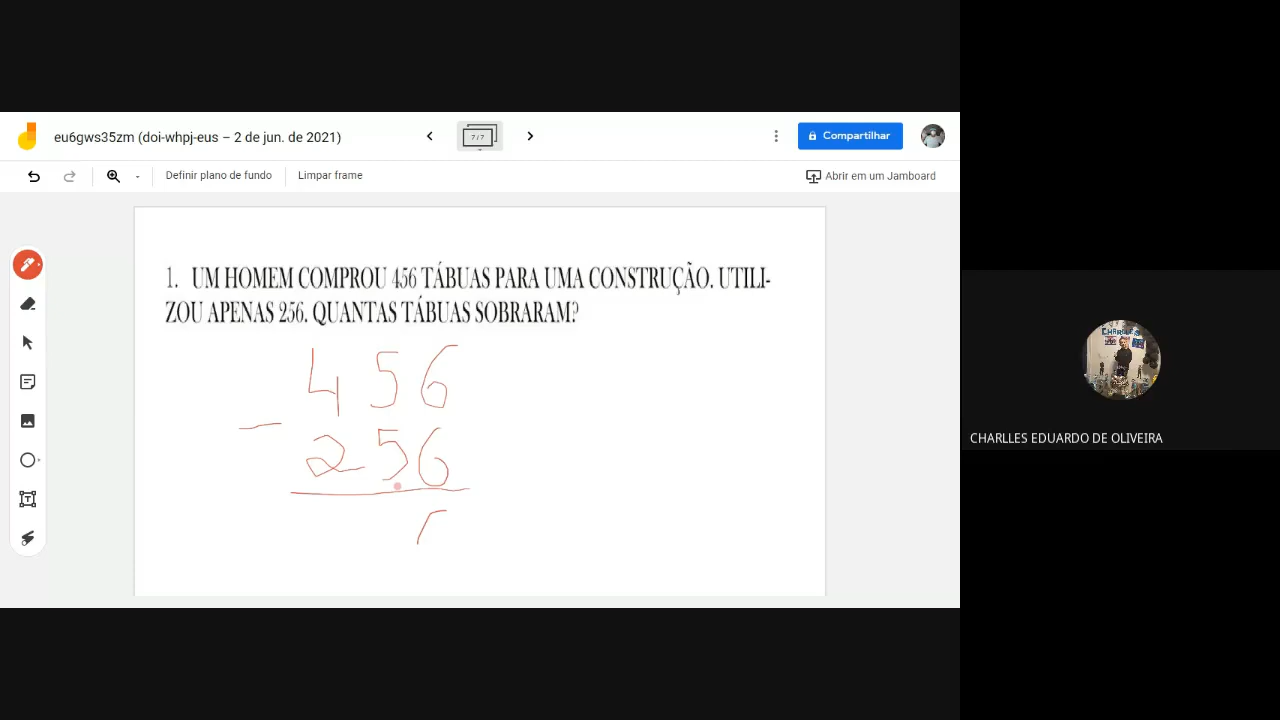 eu6gws35zm (doi-whpj-eus – 2 de jun. de 2021)
7 / 7
Compartilhar
Definir plano de fundo
Limpar frame
Abrir em um Jamboard
1. UM HOMEM COMPROU 456 TÁBUAS PARA UMA CONSTRUÇÃO. UTILI-
ZOU APENAS 256. QUANTAS TÁBUAS SOBRARAM?
456
-
256
CHARLLES EDUARDO DE OLIVEIRA